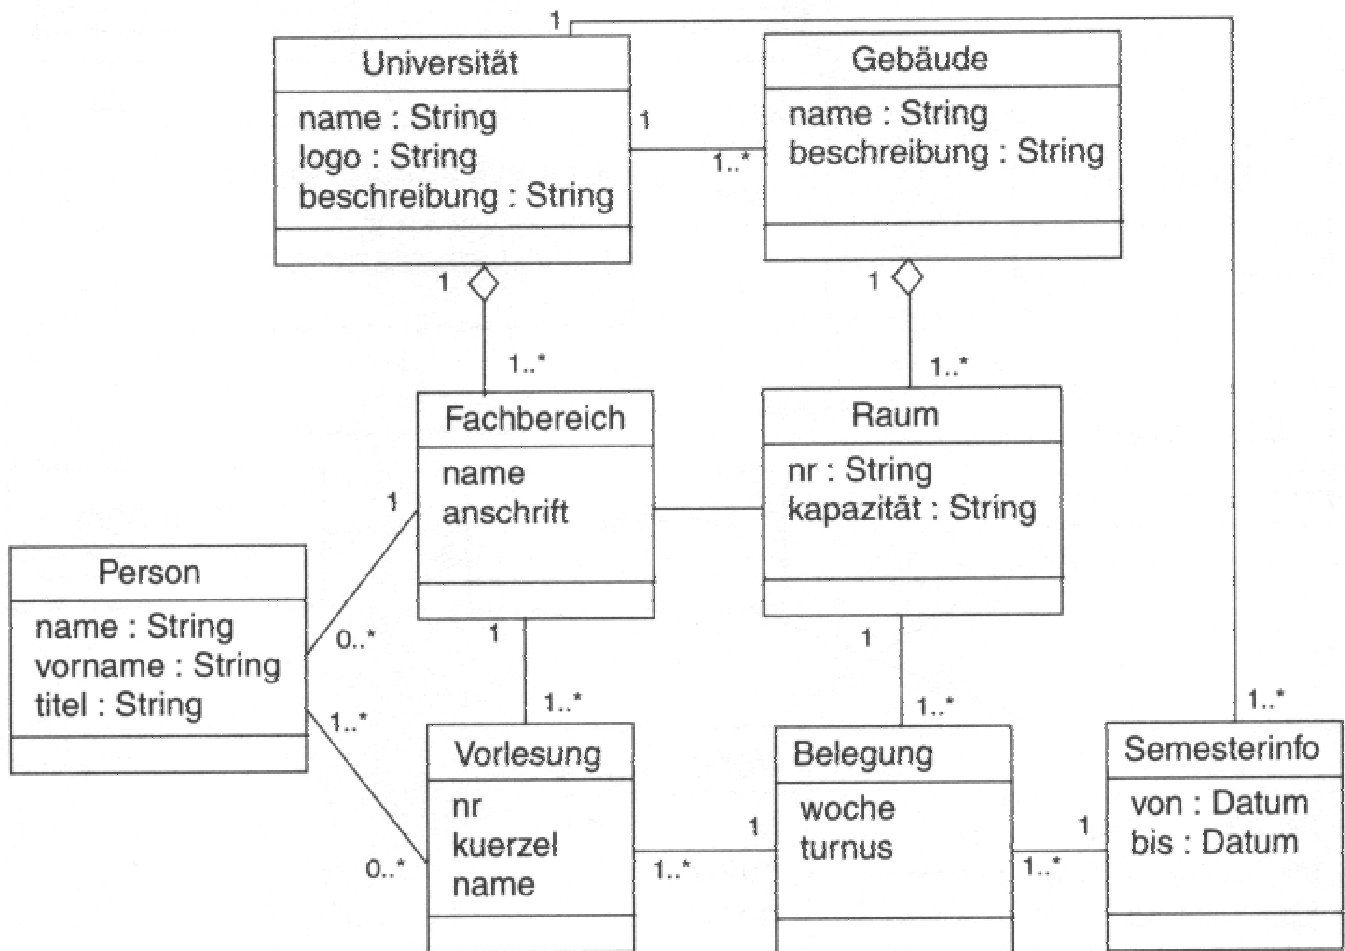 1
Universität
name : String
logo : String
beschreibung : String
1
1..*
Gebäude
name : String
beschreibung : String
1
1..*
1
1..*
Fachbereich
name
anschrift
Raum
nr : String
kapazität : String
1
0..*
Person
name : String
vorname : String
titel : String
1..*
0..*
1
1..*
1
1..*
1..*
Vorlesung
nr
kuerzel
name
1..*
1
Belegung
woche
turnus
1..*
1
Semesterinfo
von : Datum
bis : Datum